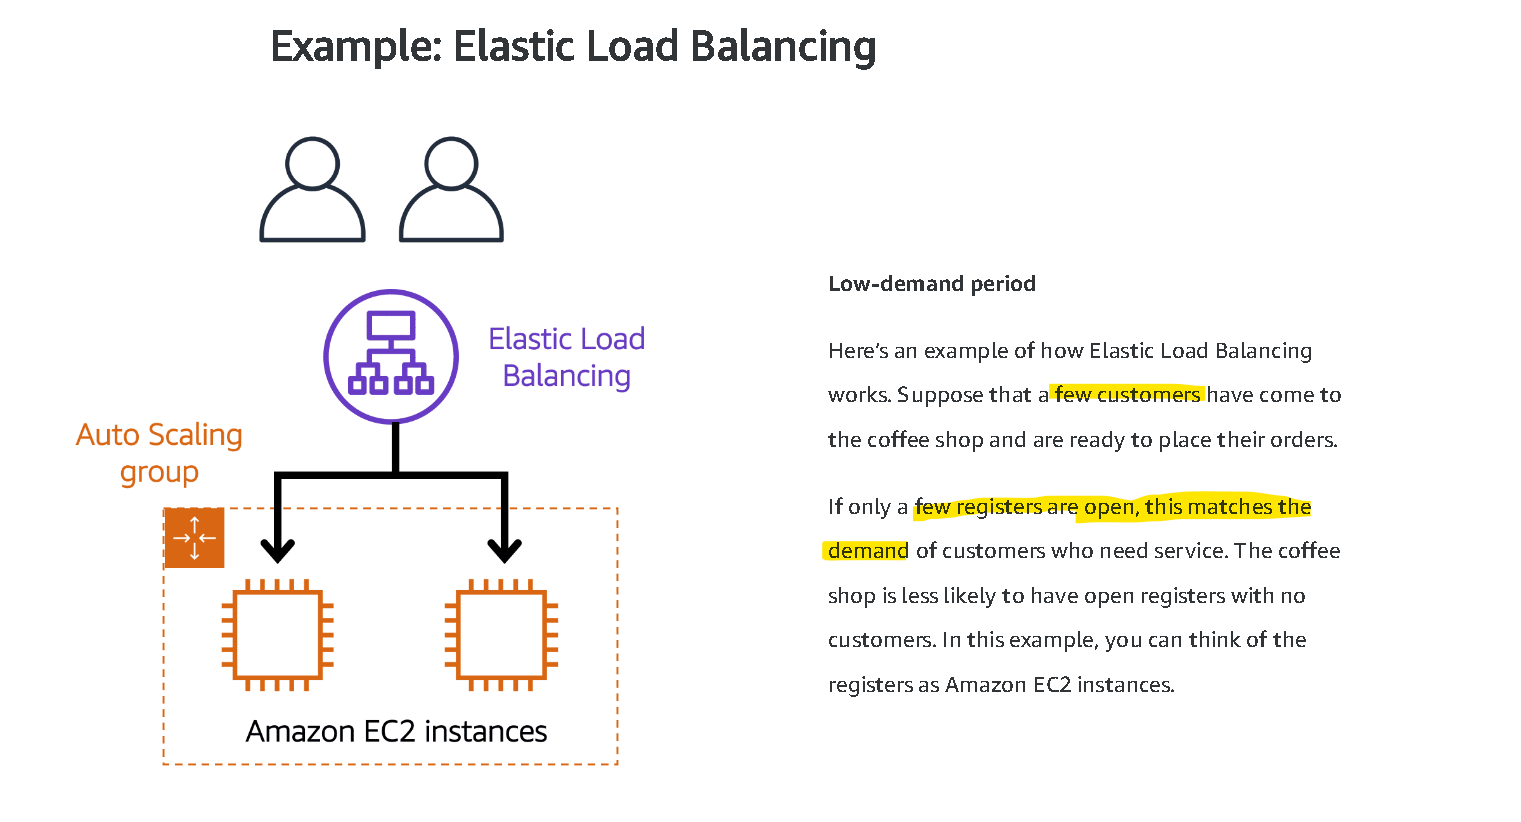 Example: Elastic Load Balancing
Elastic Load
Balancing
Auto Scaling
group
Amazon EC2 instances
Low-demand period
Here’s an example of how Elastic Load Balancing
works. Suppose that a few customers have come to
the coffee shop and are ready to place their orders.
If only a few registers are open, this matches the
demand of customers who need service. The coffee
shop is less likely to have open registers with no
customers. In this example, you can think of the
registers as Amazon EC2 instances.